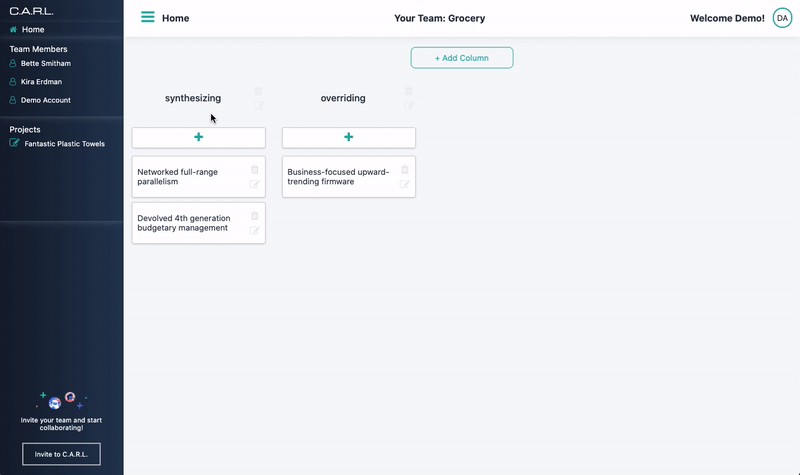 C.A.R.L.
Home
Team Members
Bette Smitham
Kira Erdman
Demo Account
Projects
Fantastic Plastic Towels
Invite your team and start
collaborating!
Invite to C.A.R.L.
Home
Your Team: Grocery
Welcome Demo!
DA
+ Add Column
synthesizing
overriding
+
+
Networked full-range
parallelism
Business-focused upward-
trending firmware
Devolved 4th generation
budgetary management